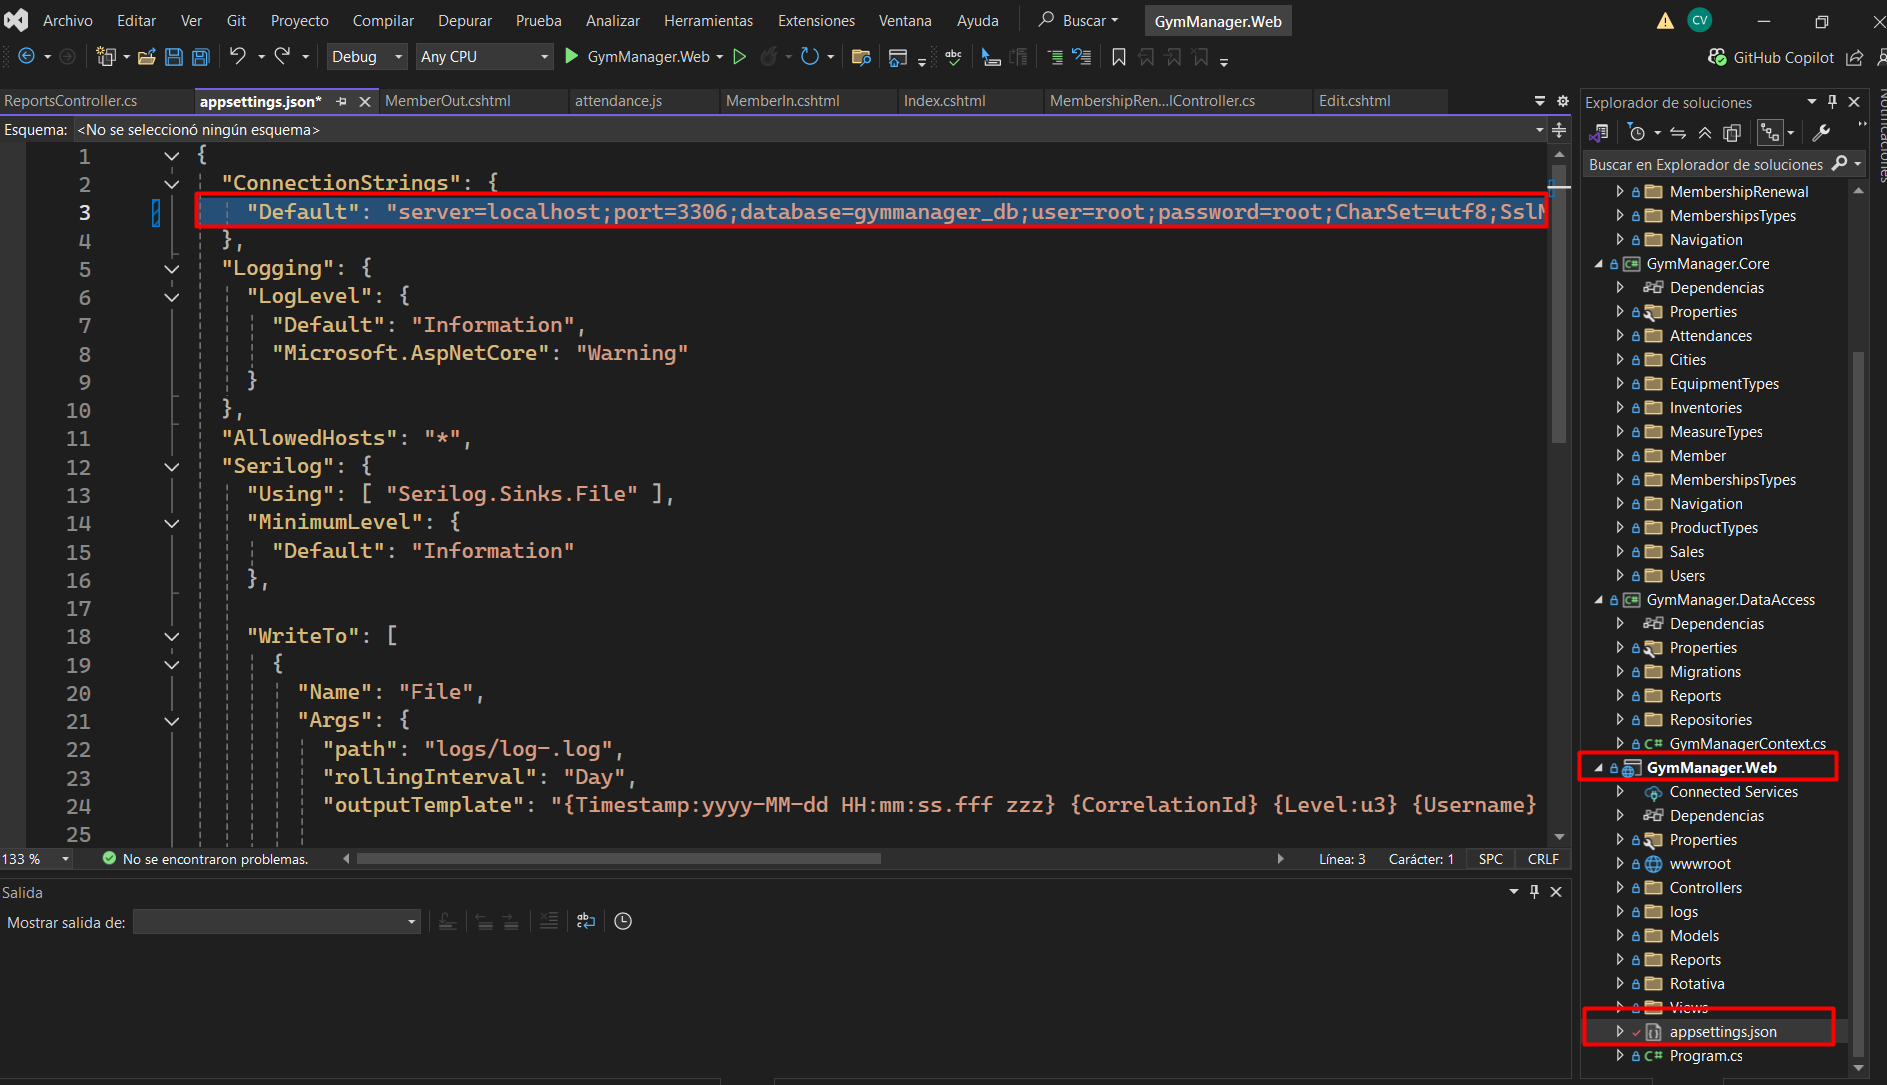 Archivo Editar Ver Git Proyecto Compilar Depurar Prueba Analizar Herramientas Extensiones Ventana Ayuda Buscar GymManager.Web CV
Debug Any CPU GymManager.Web abc GitHub Copilot
ReportsController.cs appsettings.json* MemberOut.cshtml attendance.js MemberIn.cshtml Index.cshtml MembershipRen...lController.cs Edit.cshtml
Esquema: <No se seleccionó ningún esquema>
1 {
2 "ConnectionStrings": {
3 "Default": "server=localhost;port=3306;database=gymmanager_db;user=root;password=root;CharSet=utf8;SslM
4 },
5 "Logging": {
6 "LogLevel": {
7 "Default": "Information",
8 "Microsoft.AspNetCore": "Warning"
9 }
10 },
11 "AllowedHosts": "*",
12 "Serilog": {
13 "Using": [ "Serilog.Sinks.File" ],
14 "MinimumLevel": {
15 "Default": "Information"
16 },
17
18 "WriteTo": [
19 {
20 "Name": "File",
21 "Args": {
22 "path": "logs/log-.log",
23 "rollingInterval": "Day",
24 "outputTemplate": "{Timestamp:yyyy-MM-dd HH:mm:ss.fff zzz} {CorrelationId} {Level:u3} {Username}
25
133 % No se encontraron problemas. Línea: 3 Carácter: 1 SPC CRLF
Salida
Mostrar salida de:
Explorador de soluciones
Buscar en Explorador de soluciones
MembershipRenewal
MembershipsTypes
Navigation
GymManager.Core
Dependencias
Properties
Attendances
Cities
EquipmentTypes
Inventories
MeasureTypes
Member
MembershipsTypes
Navigation
ProductTypes
Sales
Users
GymManager.DataAccess
Dependencias
Properties
Migrations
Reports
Repositories
GymManagerContext.cs
GymManager.Web
Connected Services
Dependencias
Properties
wwwroot
Controllers
logs
Models
Reports
Rotativa
Views
appsettings.json
Program.cs
Notificaciones